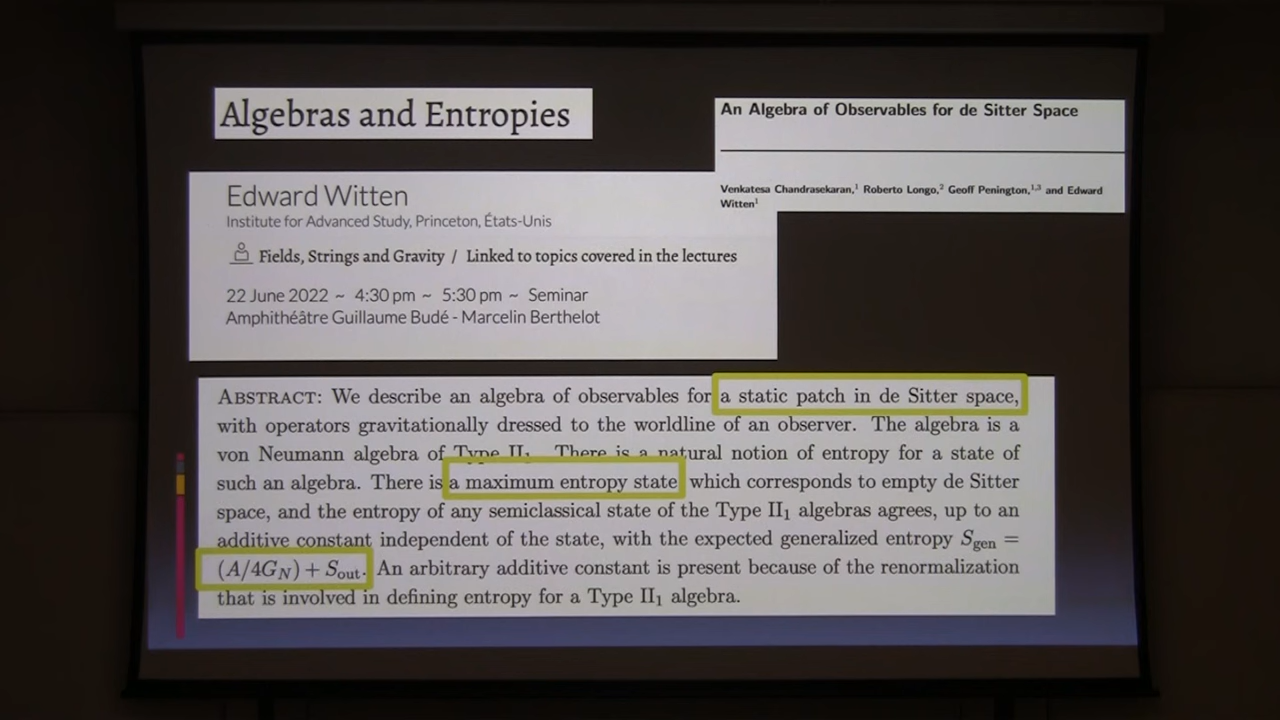 Algebras and Entropies
An Algebra of Observables for de Sitter Space
Venkatesa Chandrasekaran,¹ Roberto Longo,² Geoff Penington,¹,³ and Edward
Witten¹
Edward Witten
Institute for Advanced Study, Princeton, États-Unis
Fields, Strings and Gravity / Linked to topics covered in the lectures
22 June 2022 ~ 4:30 pm ~ 5:30 pm ~ Seminar
Amphithéâtre Guillaume Budé - Marcelin Berthelot
ABSTRACT: We describe an algebra of observables for a static patch in de Sitter space,
with operators gravitationally dressed to the worldline of an observer. The algebra is a
von Neumann algebra of Type II₁. There is a natural notion of entropy for a state of
such an algebra. There is a maximum entropy state which corresponds to empty de Sitter
space, and the entropy of any semiclassical state of the Type II₁ algebras agrees, up to an
additive constant independent of the state, with the expected generalized entropy S_gen =
(A/4G_N) + S_out. An arbitrary additive constant is present because of the renormalization
that is involved in defining entropy for a Type II₁ algebra.